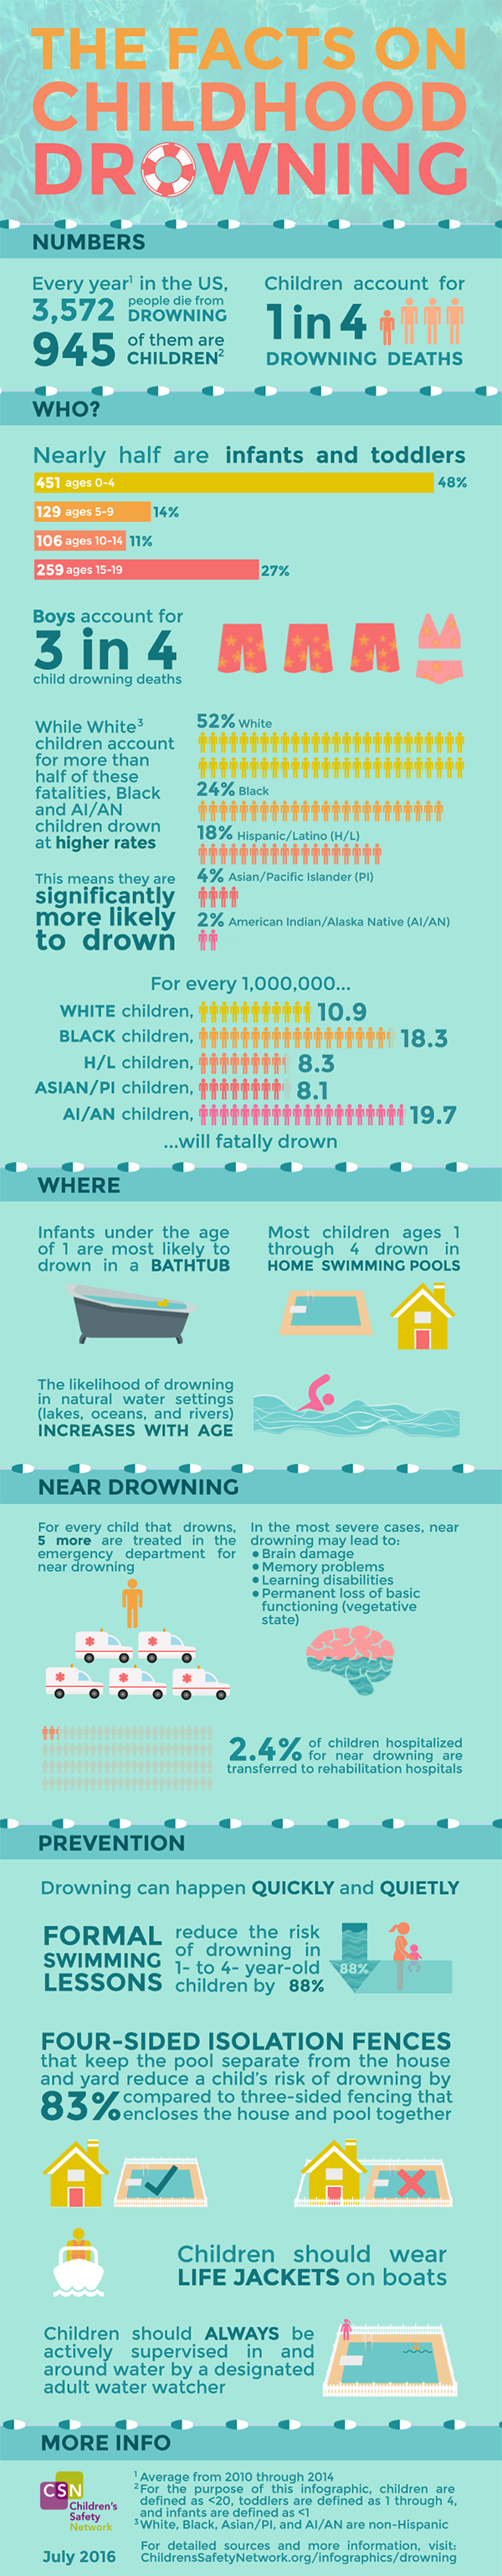 THE FACTS ON
CHILDHOOD
DROWNING
NUMBERS
Every year¹ in the US,
3,572 people die from
DROWNING
945 of them are
CHILDREN²
Children account for
1 in 4
DROWNING DEATHS
WHO?
Nearly half are infants and toddlers
451 ages 0-4 48%
129 ages 5-9 14%
106 ages 10-14 11%
259 ages 15-19 27%
Boys account for
3 in 4
child drowning deaths
While White³
children account
for more than
half of these
fatalities, Black
and AI/AN
children drown
at higher rates
This means they are
significantly
more likely
to drown
52% White
24% Black
18% Hispanic/Latino (H/L)
4% Asian/Pacific Islander (PI)
2% American Indian/Alaska Native (AI/AN)
For every 1,000,000...
WHITE children, 10.9
BLACK children, 18.3
H/L children, 8.3
ASIAN/PI children, 8.1
AI/AN children, 19.7
...will fatally drown
WHERE
Infants under the age
of 1 are most likely to
drown in a BATHTUB
Most children ages 1
through 4 drown in
HOME SWIMMING POOLS
The likelihood of drowning
in natural water settings
(lakes, oceans, and rivers)
INCREASES WITH AGE
NEAR DROWNING
For every child that drowns,
5 more are treated in the
emergency department for
near drowning
In the most severe cases, near
drowning may lead to:
• Brain damage
• Memory problems
• Learning disabilities
• Permanent loss of basic
functioning (vegetative
state)
2.4% of children hospitalized
for near drowning are
transferred to rehabilitation hospitals
PREVENTION
Drowning can happen QUICKLY and QUIETLY
FORMAL
SWIMMING
LESSONS
reduce the risk
of drowning in
1- to 4- year-old
children by 88%
88%
FOUR-SIDED ISOLATION FENCES
that keep the pool separate from the house
and yard reduce a child's risk of drowning by
83% compared to three-sided fencing that
encloses the house and pool together
Children should wear
LIFE JACKETS on boats
Children should ALWAYS be
actively supervised in and
around water by a designated
adult water watcher
MORE INFO
CSN
Children's
Safety
Network
July 2016
¹ Average from 2010 through 2014
² For the purpose of this infographic, children are
defined as <20, toddlers are defined as 1 through 4,
and infants are defined as <1
³ White, Black, Asian/PI, and AI/AN are non-Hispanic
For detailed sources and more information, visit:
ChildrensSafetyNetwork.org/infographics/drowning